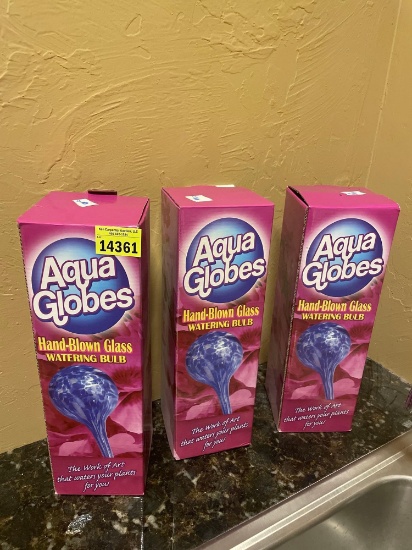 14361
Aqua
Globes
Hand-Blown Glass
WATERING BULB
The Work of Art
that waters your plants
for you!
Aqua
Globes
Hand-Blown Glass
WATERING BULB
The Work of Art
that waters your plants
for you!
Aqua
Globes
Hand-Blown Glass
WATERING BULB
The Work of Art
that waters your plants
for you!